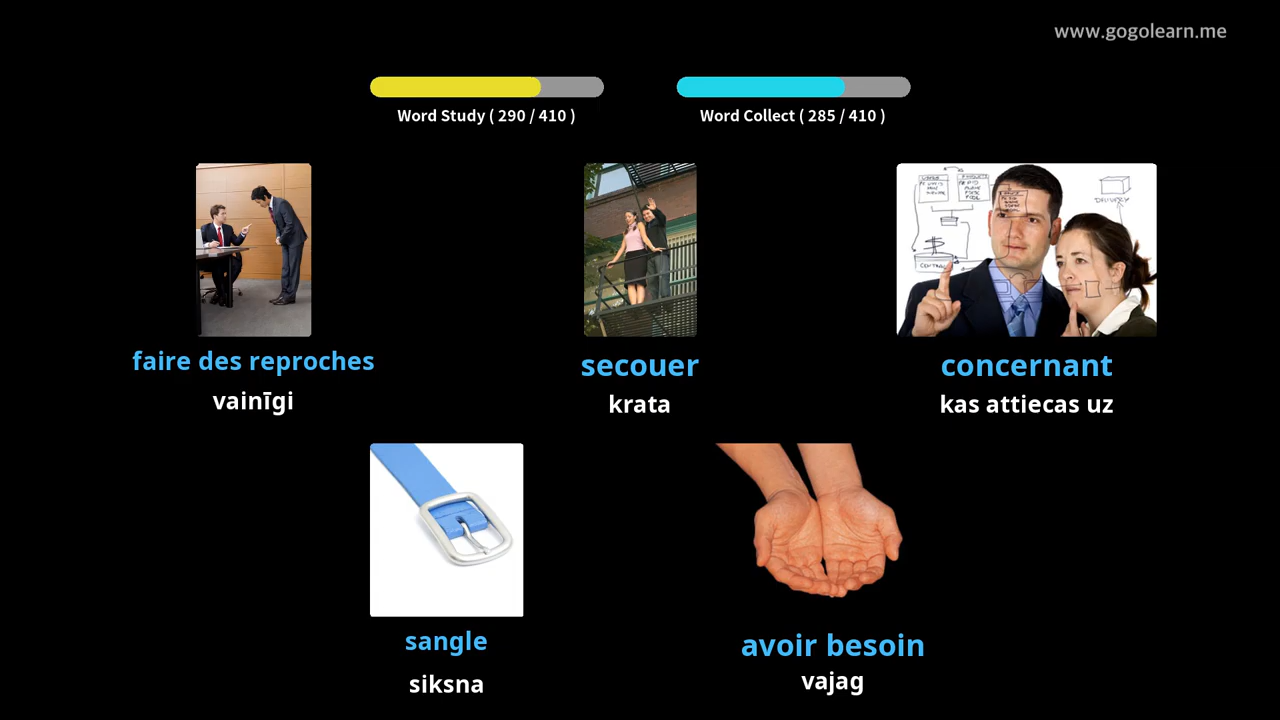 www.gogolearn.me
Word Study ( 290 / 410 )
Word Collect ( 285 / 410 )
faire des reproches
vainīgi
secouer
krata
concernant
kas attiecas uz
sangle
siksna
avoir besoin
vajag